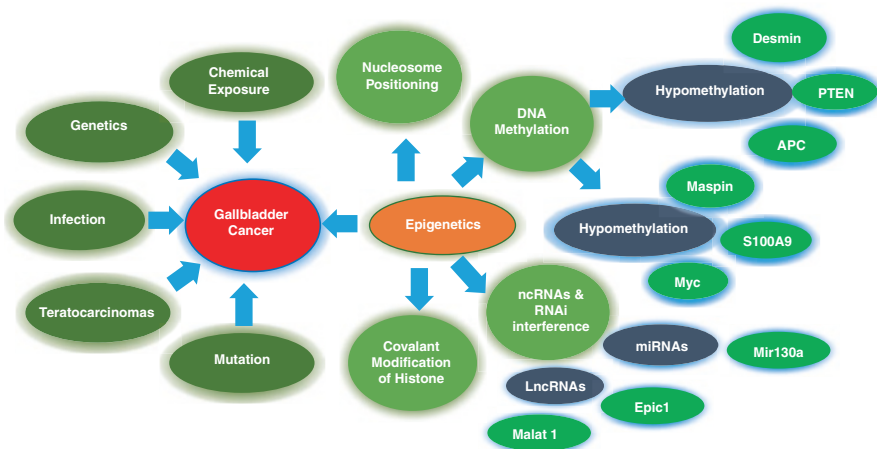 Desmin
Chemical
Exposure
Nucleosome
Positioning
Hypomethylation
PTEN
DNA
Methylation
Genetics
APC
Maspin
Infection
Gallbladder
Cancer
Epigenetics
Hypomethylation
S100A9
Myc
Teratocarcinomas
ncRNAs &
RNAi
interference
Mutation
Covalant
Modification
of Histone
miRNAs
Mir130a
LncRNAs
Epic1
Malat 1